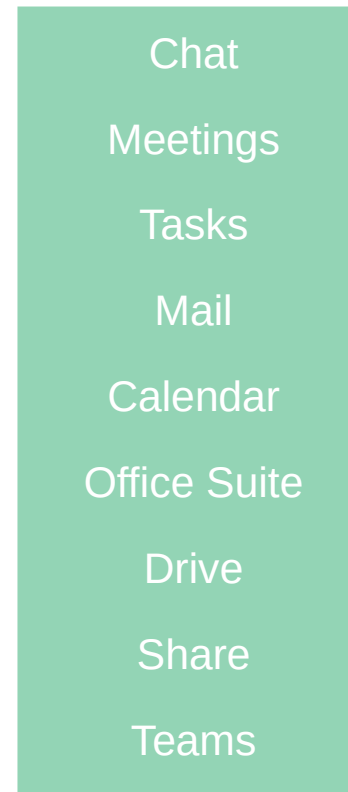 Chat
Meetings
Tasks
Mail
Calendar
Office Suite
Drive
Share
Teams